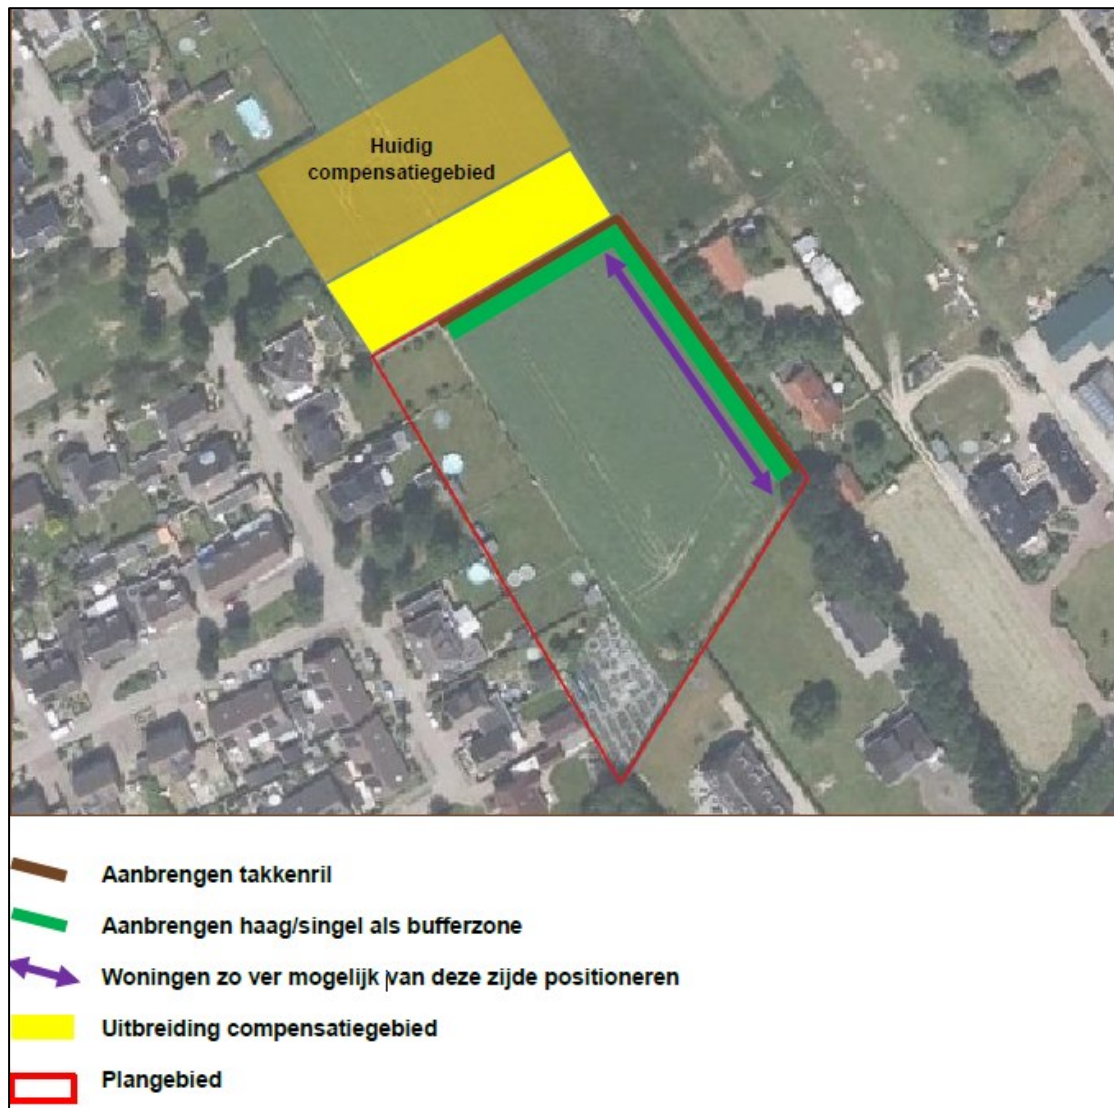 Huidig
compensatiegebied
Aanbrengen takkenril
Aanbrengen haag/singel als bufferzone
Woningen zo ver mogelijk van deze zijde positioneren
Uitbreiding compensatiegebied
Plangebied